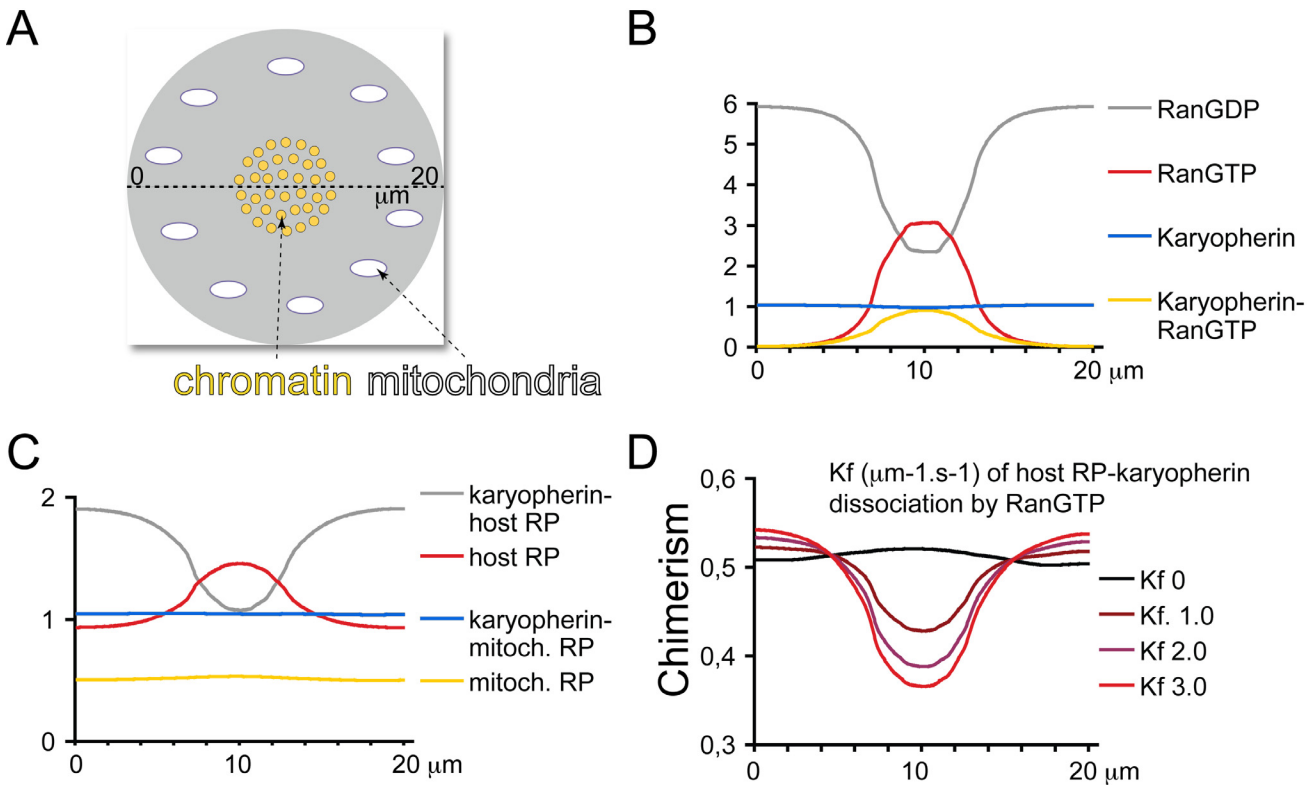 A
0
20
μm
chromatin mitochondria
B
6
5
4
3
2
1
0
0
10
20 μm
RanGDP
RanGTP
Karyopherin
Karyopherin-
RanGTP
C
2
1
0
0
10
20 μm
karyopherin-
host RP
host RP
karyopherin-
mitoch. RP
mitoch. RP
D
Kf (μm-1.s-1) of host RP-karyopherin
dissociation by RanGTP
Chimerism
0,6
0,5
0,4
0,3
0
10
20 μm
Kf 0
Kf. 1.0
Kf 2.0
Kf 3.0